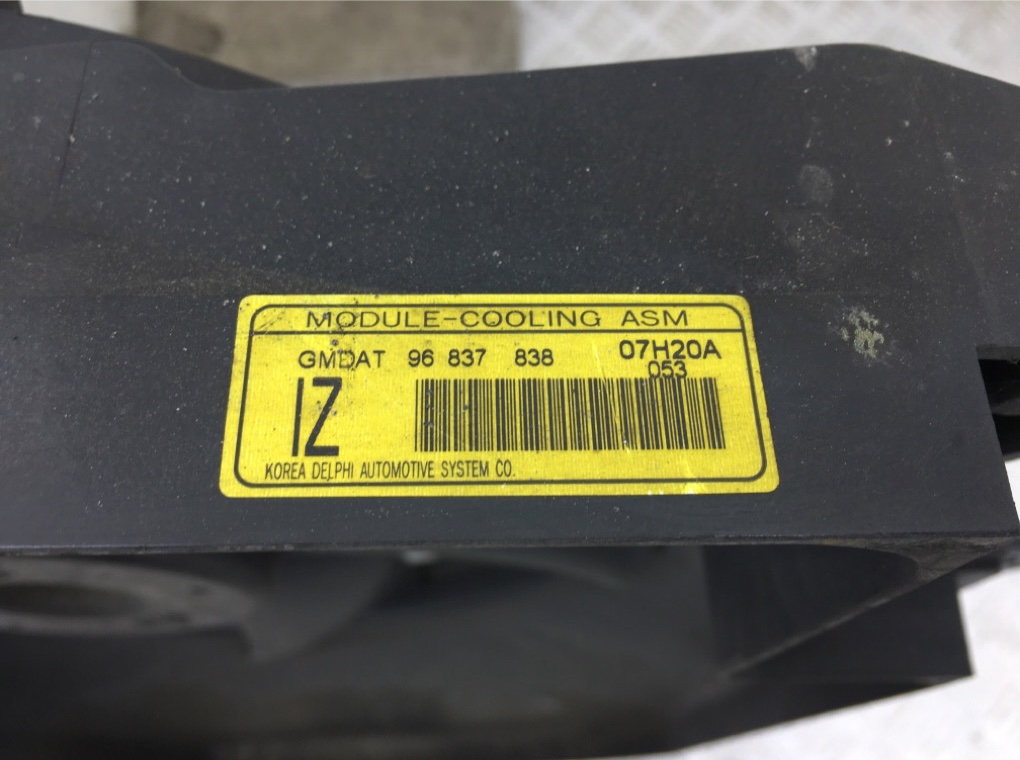 MODULE-COOLING ASM
GMDAT 96 837 838 07H20A
053
IZ
KOREA DELPHI AUTOMOTIVE SYSTEM CO.